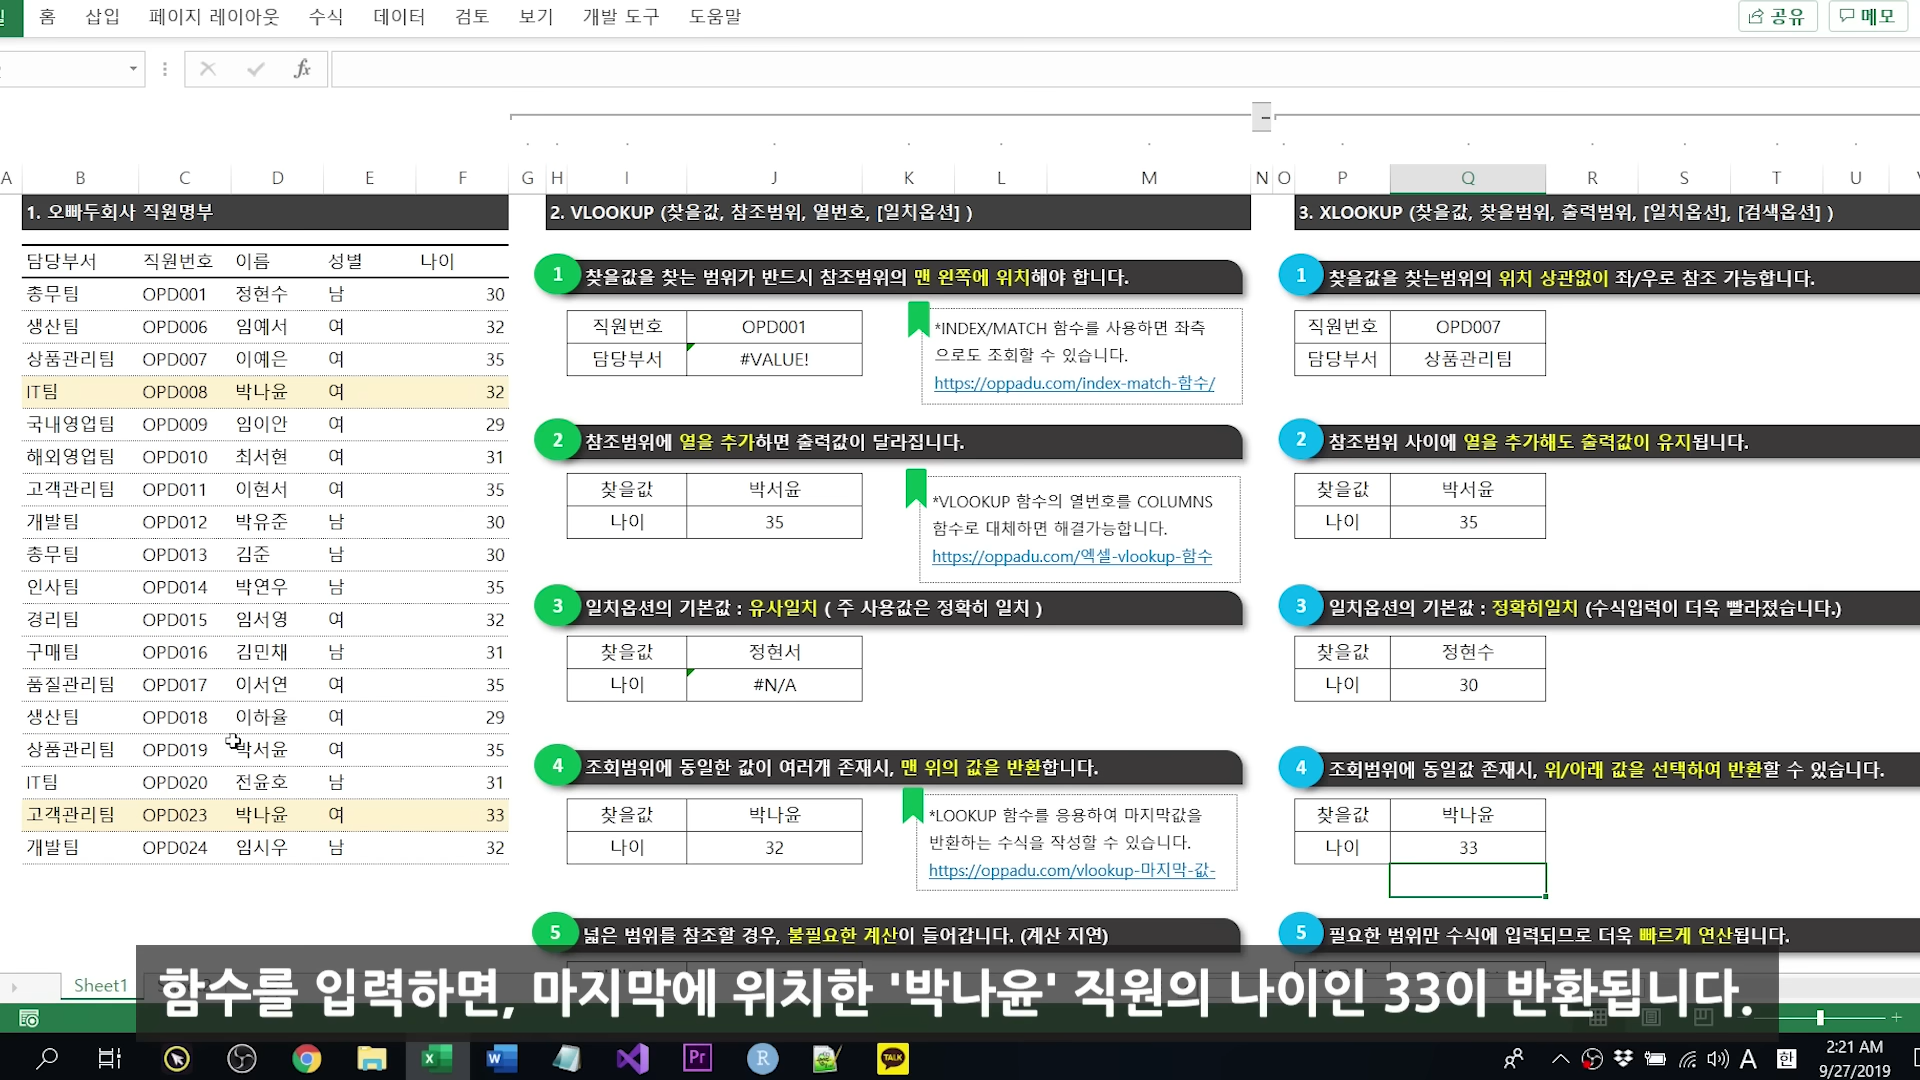 홈 삽입 페이지 레이아웃 수식 데이터 검토 보기 개발 도구 도움말 공유 메모
fx
A B C D E F G H I J K L M N O P Q R S T U
1. 오빠두회사 직원명부
담당부서 직원번호 이름 성별 나이
총무팀 OPD001 정현수 남 30
생산팀 OPD006 임예서 여 32
상품관리팀 OPD007 이예은 여 35
IT팀 OPD008 박나윤 여 32
국내영업팀 OPD009 임이안 여 29
해외영업팀 OPD010 최서현 여 31
고객관리팀 OPD011 이현서 여 35
개발팀 OPD012 박유준 남 30
총무팀 OPD013 김준 남 30
인사팀 OPD014 박연우 남 35
경리팀 OPD015 임서영 여 32
구매팀 OPD016 김민채 남 31
품질관리팀 OPD017 이서연 여 35
생산팀 OPD018 이하율 여 29
상품관리팀 OPD019 박서윤 여 35
IT팀 OPD020 전윤호 남 31
고객관리팀 OPD023 박나윤 여 33
개발팀 OPD024 임시우 남 32
2. VLOOKUP (찾을값, 참조범위, 열번호, [일치옵션] )
1 찾을값을 찾는 범위가 반드시 참조범위의 맨 왼쪽에 위치해야 합니다.
직원번호 OPD001
담당부서 #VALUE!
*INDEX/MATCH 함수를 사용하면 좌측
으로도 조회할 수 있습니다.
https://oppadu.com/index-match-함수/
2 참조범위에 열을 추가하면 출력값이 달라집니다.
찾을값 박서윤
나이 35
*VLOOKUP 함수의 열번호를 COLUMNS
함수로 대체하면 해결가능합니다.
https://oppadu.com/엑셀-vlookup-함수
3 일치옵션의 기본값 : 유사일치 ( 주 사용값은 정확히 일치 )
찾을값 정현서
나이 #N/A
4 조회범위에 동일한 값이 여러개 존재시, 맨 위의 값을 반환합니다.
찾을값 박나윤
나이 32
*LOOKUP 함수를 응용하여 마지막값을
반환하는 수식을 작성할 수 있습니다.
https://oppadu.com/vlookup-마지막-값-
5 넓은 범위를 참조할 경우, 불필요한 계산이 들어갑니다. (계산 지연)
3. XLOOKUP (찾을값, 찾을범위, 출력범위, [일치옵션], [검색옵션] )
1 찾을값을 찾는범위의 위치 상관없이 좌/우로 참조 가능합니다.
직원번호 OPD007
담당부서 상품관리팀
2 참조범위 사이에 열을 추가해도 출력값이 유지됩니다.
찾을값 박서윤
나이 35
3 일치옵션의 기본값 : 정확히일치 (수식입력이 더욱 빨라졌습니다.)
찾을값 정현수
나이 30
4 조회범위에 동일값 존재시, 위/아래 값을 선택하여 반환할 수 있습니다.
찾을값 박나윤
나이 33
5 필요한 범위만 수식에 입력되므로 더욱 빠르게 연산됩니다.
Sheet1
함수를 입력하면, 마지막에 위치한 '박나윤' 직원의 나이인 33이 반환됩니다.
Pr R TALK A 한
2:21 AM
9/27/2019